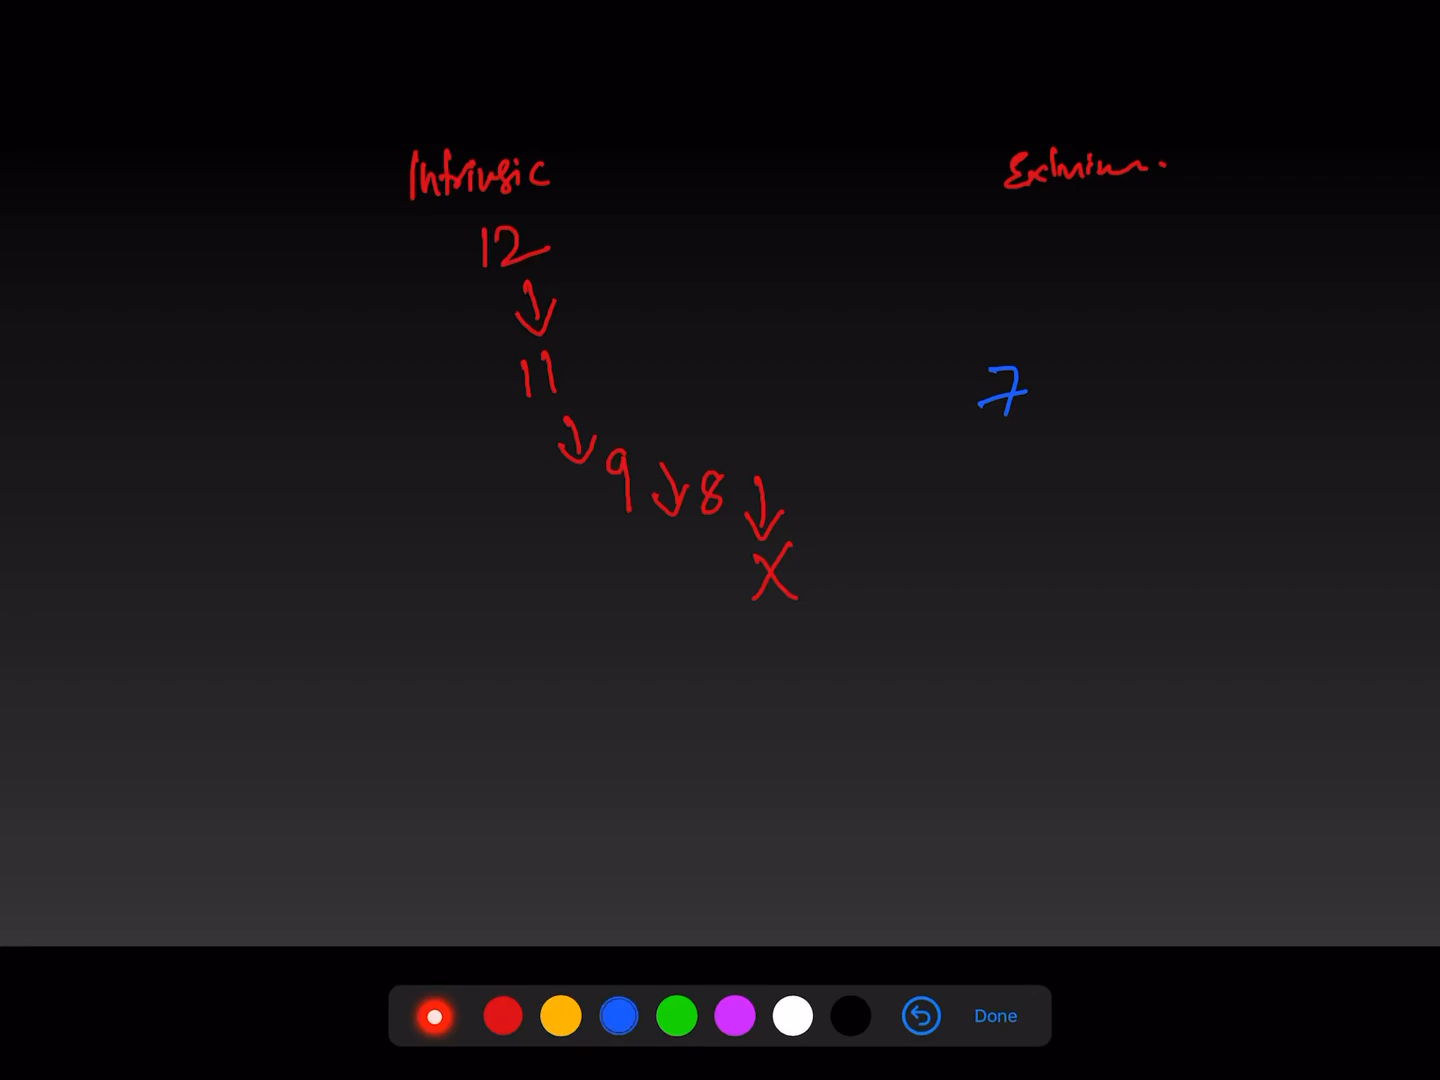 Intrinsic
12
↓
11
↓ 9 ↓ 8 ↓
X
7
Done